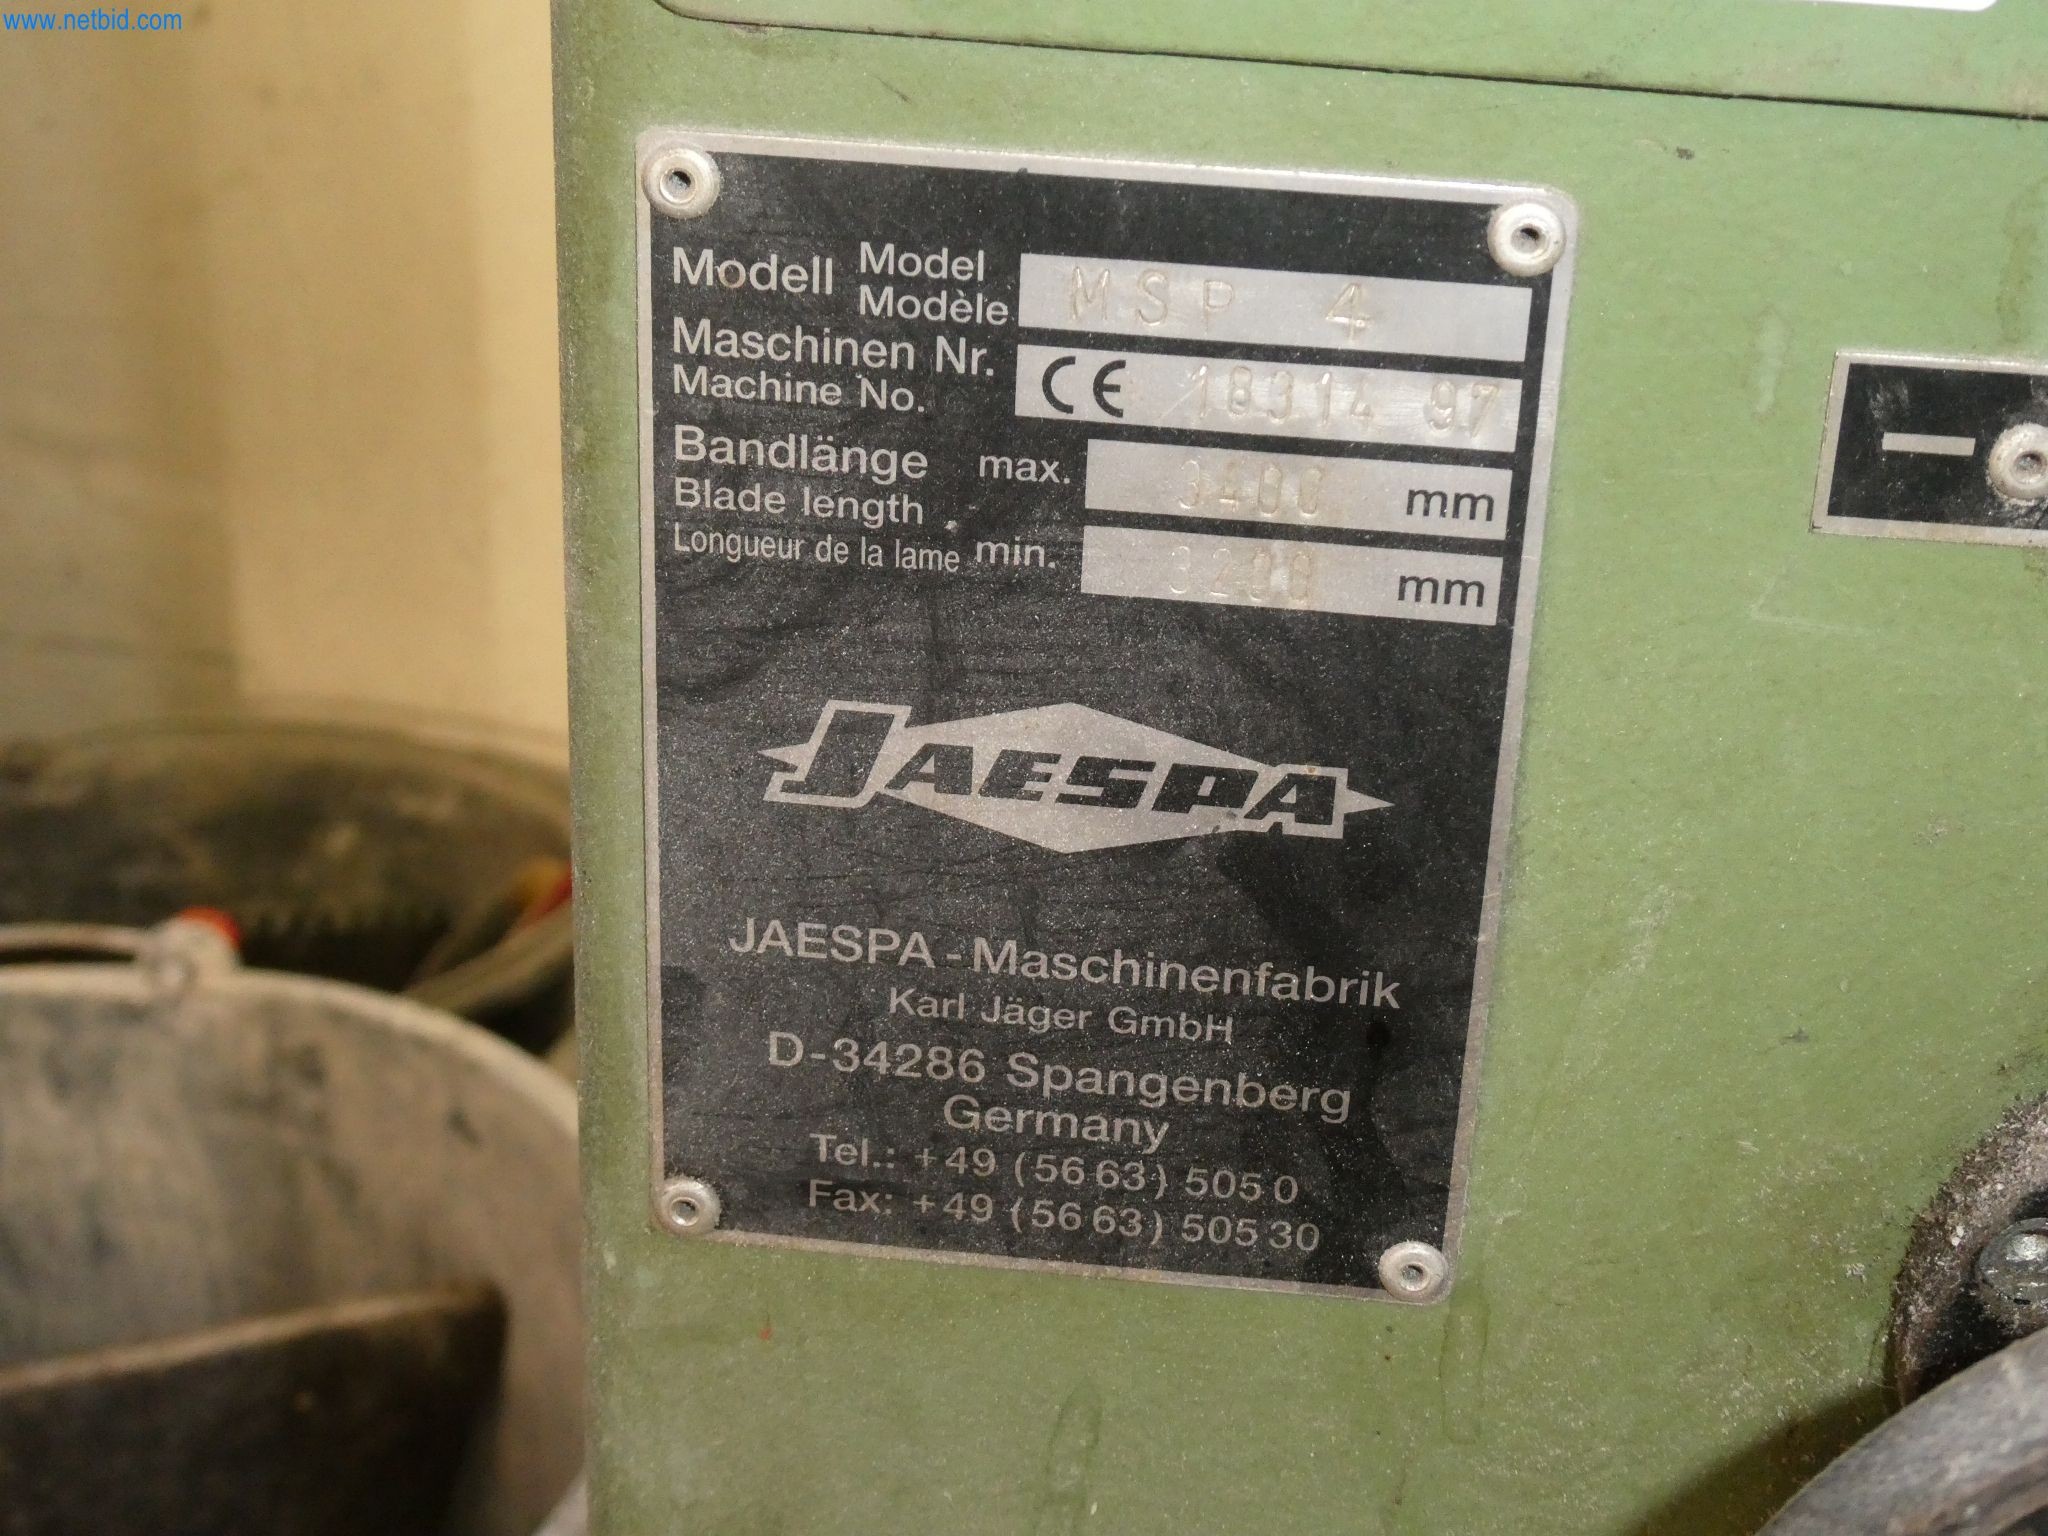 www.netbid.com
Modell Model MSP 4
Modèle
Maschinen Nr. CE 18314 97
Machine No.
Bandlänge max. 3400 mm
Blade length
Longueur de la lame min. 3200 mm
JAESPA
JAESPA - Maschinenfabrik
Karl Jäger GmbH
D-34286 Spangenberg
Germany
Tel.: +49 (56 63) 505 0
Fax: +49 (56 63) 505 30